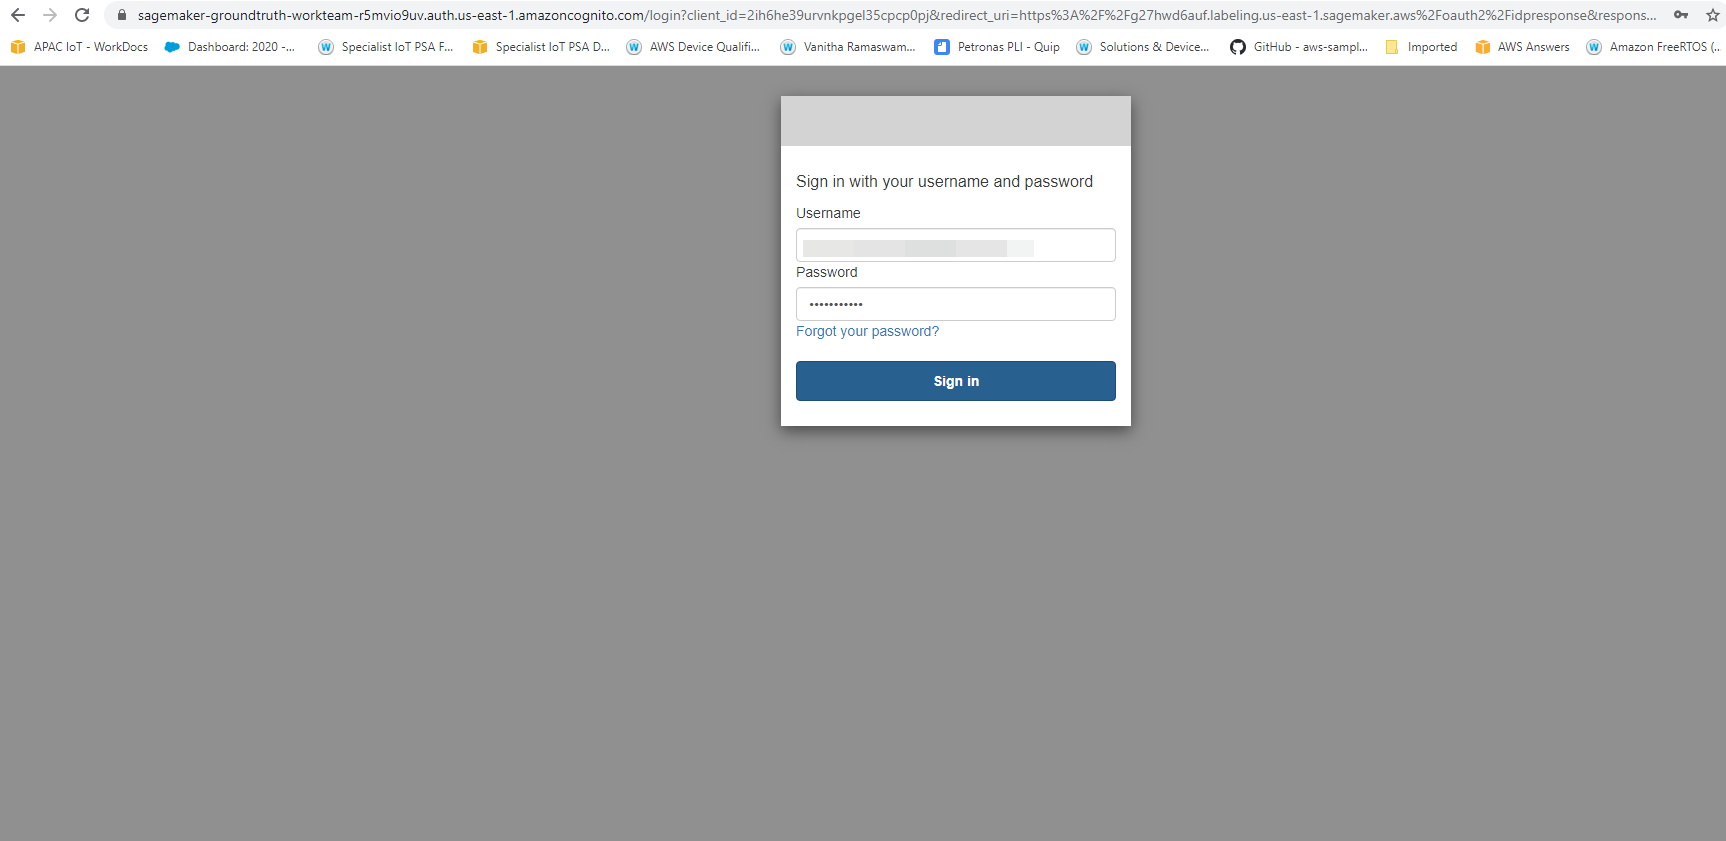 sagemaker-groundtruth-workteam-r5mvio9uv.auth.us-east-1.amazoncognito.com/login?client_id=2ih6he39urvnkpgel35cpcp0pj&redirect_uri=https%3A%2F%2Fg27hwd6auf.labeling.us-east-1.sagemaker.aws%2Foauth2%2Fidpresponse&respons...
APAC IoT - WorkDocs Dashboard: 2020 -... Specialist IoT PSA F... Specialist IoT PSA D... AWS Device Qualifi... Vanitha Ramaswam... Petronas PLI - Quip Solutions & Device... GitHub - aws-sampl... Imported AWS Answers Amazon FreeRTOS (...
Sign in with your username and password
Username
Password
•••••••••••
Forgot your password?
Sign in